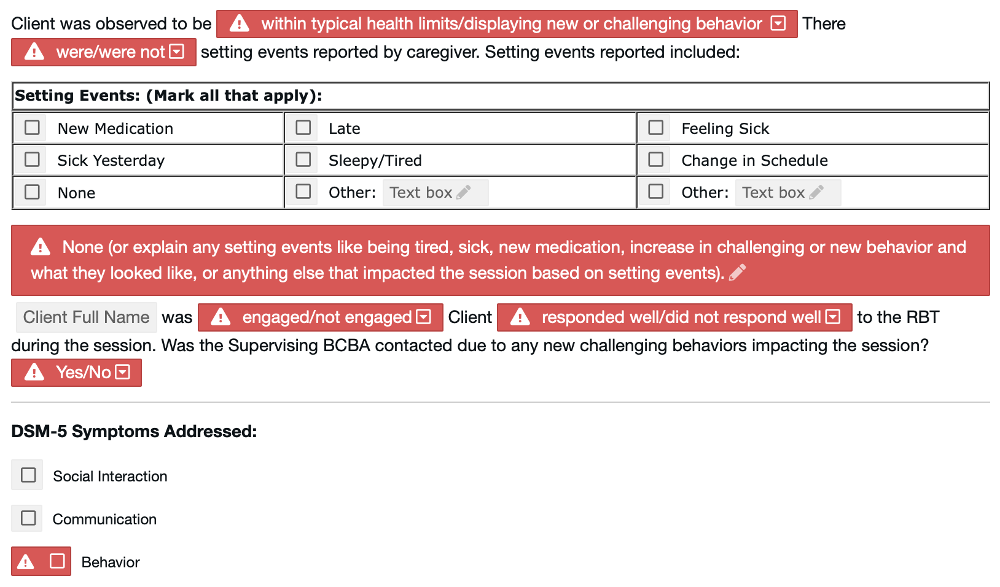 Client was observed to be within typical health limits/displaying new or challenging behavior There
were/were not setting events reported by caregiver. Setting events reported included:
Setting Events: (Mark all that apply):
New Medication Late Feeling Sick
Sick Yesterday Sleepy/Tired Change in Schedule
None Other: Text box Other: Text box
None (or explain any setting events like being tired, sick, new medication, increase in challenging or new behavior and
what they looked like, or anything else that impacted the session based on setting events).
Client Full Name was engaged/not engaged Client responded well/did not respond well to the RBT
during the session. Was the Supervising BCBA contacted due to any new challenging behaviors impacting the session?
Yes/No
DSM-5 Symptoms Addressed:
Social Interaction
Communication
Behavior